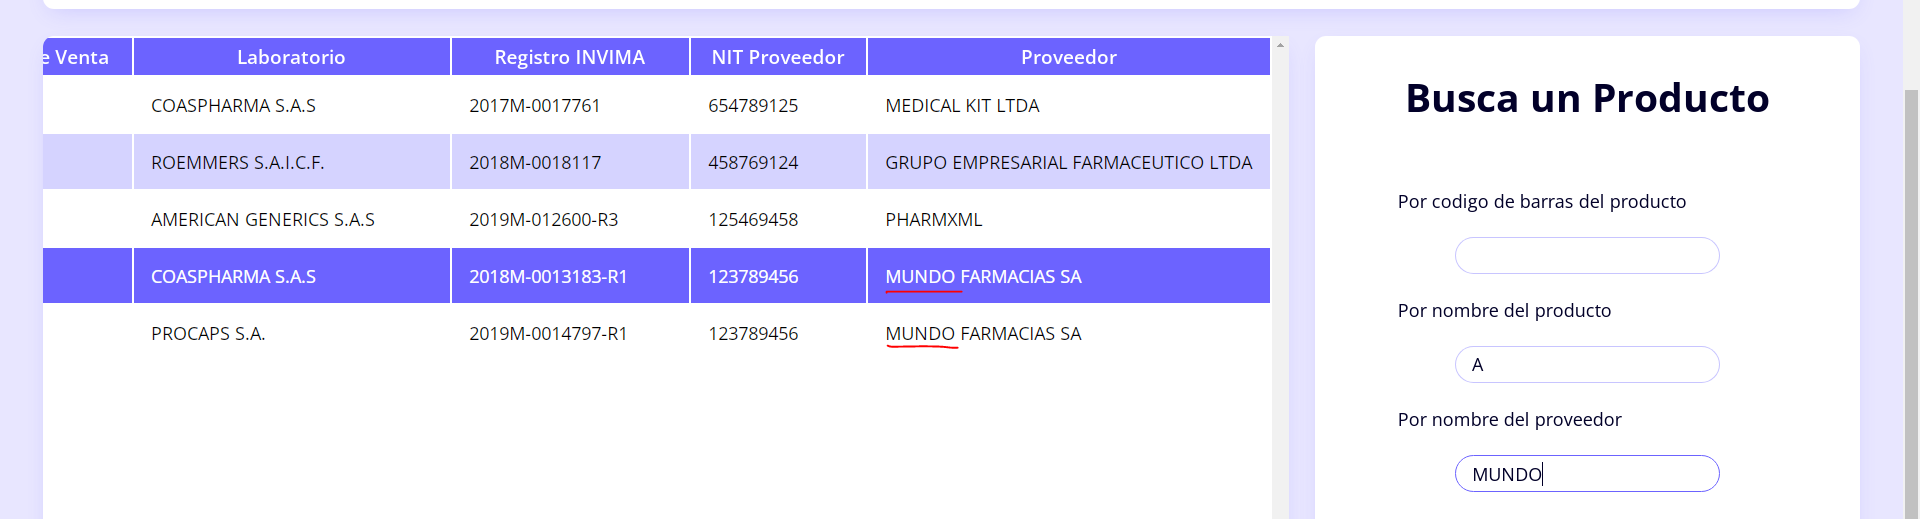 e Venta Laboratorio Registro INVIMA NIT Proveedor Proveedor
COASPHARMA S.A.S 2017M-0017761 654789125 MEDICAL KIT LTDA
ROEMMERS S.A.I.C.F. 2018M-0018117 458769124 GRUPO EMPRESARIAL FARMACEUTICO LTDA
AMERICAN GENERICS S.A.S 2019M-012600-R3 125469458 PHARMXML
COASPHARMA S.A.S 2018M-0013183-R1 123789456 MUNDO FARMACIAS SA
PROCAPS S.A. 2019M-0014797-R1 123789456 MUNDO FARMACIAS SA
Busca un Producto
Por codigo de barras del producto
Por nombre del producto
A
Por nombre del proveedor
MUNDO